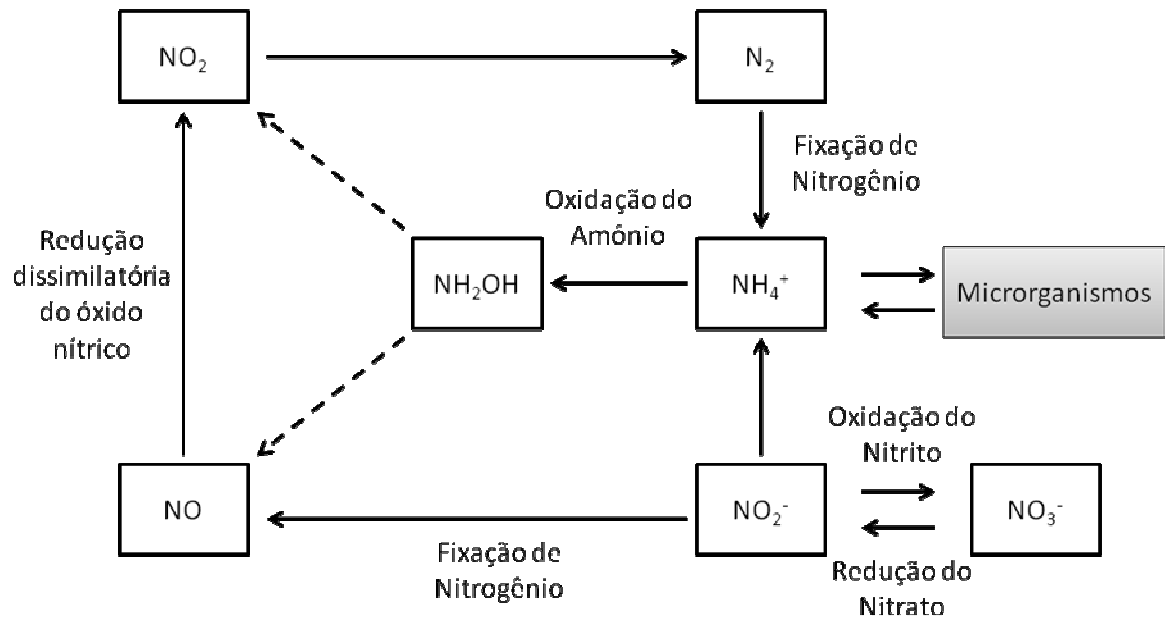 NO₂
N₂
Fixação de
Nitrogênio
Oxidação do
Amônio
Redução
dissimilatória
do óxido
nítrico
NH₂OH
NH₄⁺
Microrganismos
Oxidação do
Nitrito
NO
NO₂⁻
NO₃⁻
Fixação de
Nitrogênio
Redução do
Nitrato